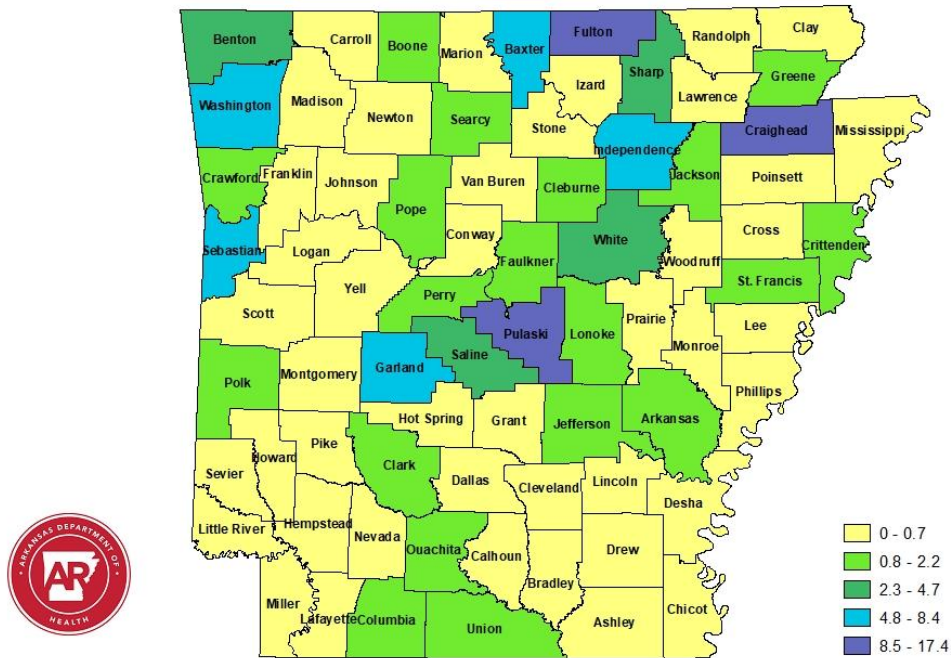 Benton
Carroll
Boone
Marion
Baxter
Fulton
Sharp
Randolph
Clay
Washington
Madison
Newton
Searcy
Stone
Izard
Independence
Lawrence
Greene
Craighead
Mississippi
Crawford
Franklin
Johnson
Pope
Van Buren
Cleburne
Jackson
Poinsett
Sebastian
Logan
Conway
Faulkner
White
Woodruff
Cross
Crittenden
St. Francis
Scott
Yell
Perry
Pulaski
Lonoke
Prairie
Monroe
Lee
Phillips
Polk
Montgomery
Garland
Saline
Hot Spring
Grant
Jefferson
Arkansas
Sevier
Howard
Pike
Clark
Dallas
Cleveland
Lincoln
Desha
Little River
Hempstead
Nevada
Ouachita
Calhoun
Bradley
Drew
Chicot
Miller
Lafayette
Columbia
Union
Ashley
ARKANSAS DEPARTMENT OF
AR
HEALTH
0 - 0.7
0.8 - 2.2
2.3 - 4.7
4.8 - 8.4
8.5 - 17.4